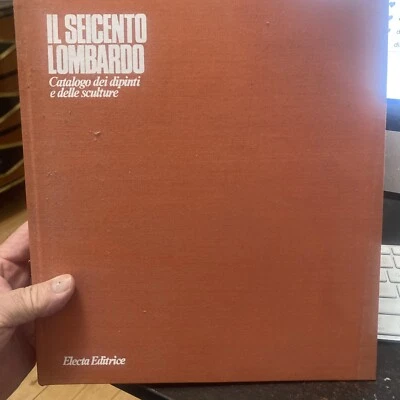 IL SEICENTO
LOMBARDO
Catalogo dei dipinti
e delle sculture
Electa Editrice